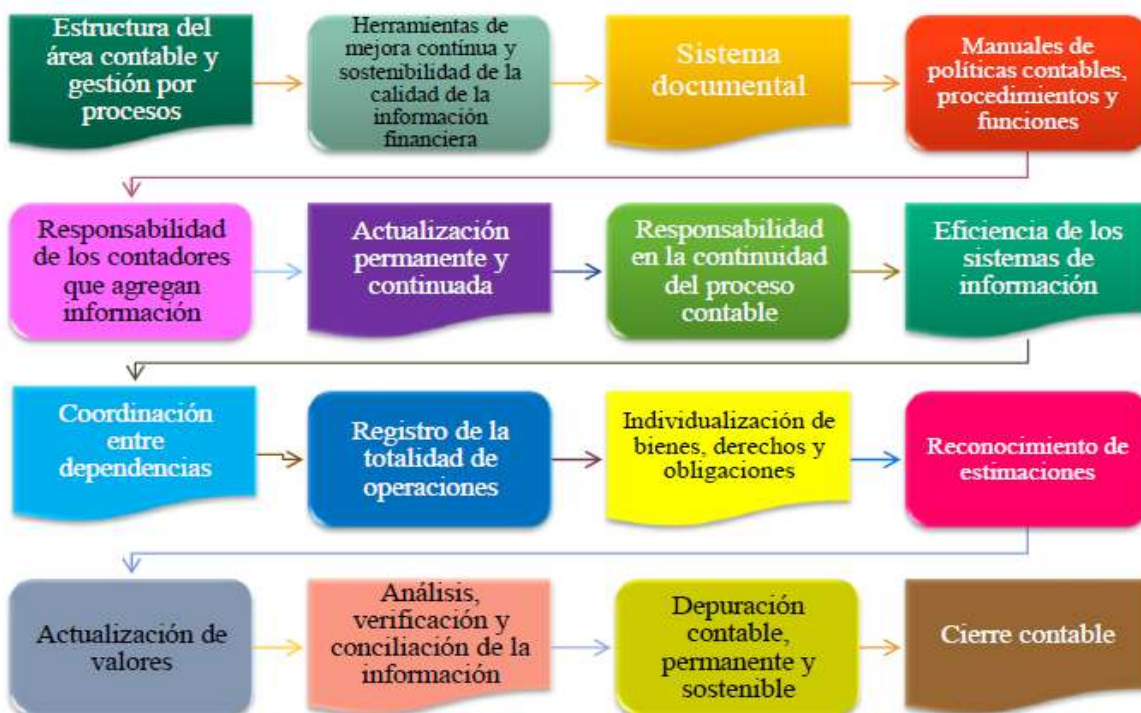 Estructura del
área contable y
gestión por
procesos
Herramientas de
mejora contínua y
sostenibilidad de la
calidad de la
información
financiera
Sistema
documental
Manuales de
políticas contables,
procedimientos y
funciones
Responsabilidad
de los contadores
que agregan
información
Actualización
permanente y
continuada
Responsabilidad
en la continuidad
del proceso
contable
Eficiencia de los
sistemas de
información
Coordinación
entre
dependencias
Registro de la
totalidad de
operaciones
Individualización de
bienes, derechos y
obligaciones
Reconocimiento de
estimaciones
Actualización de
valores
Análisis,
verificación y
conciliación de la
información
Depuración
contable,
permanente y
sostenible
Cierre contable